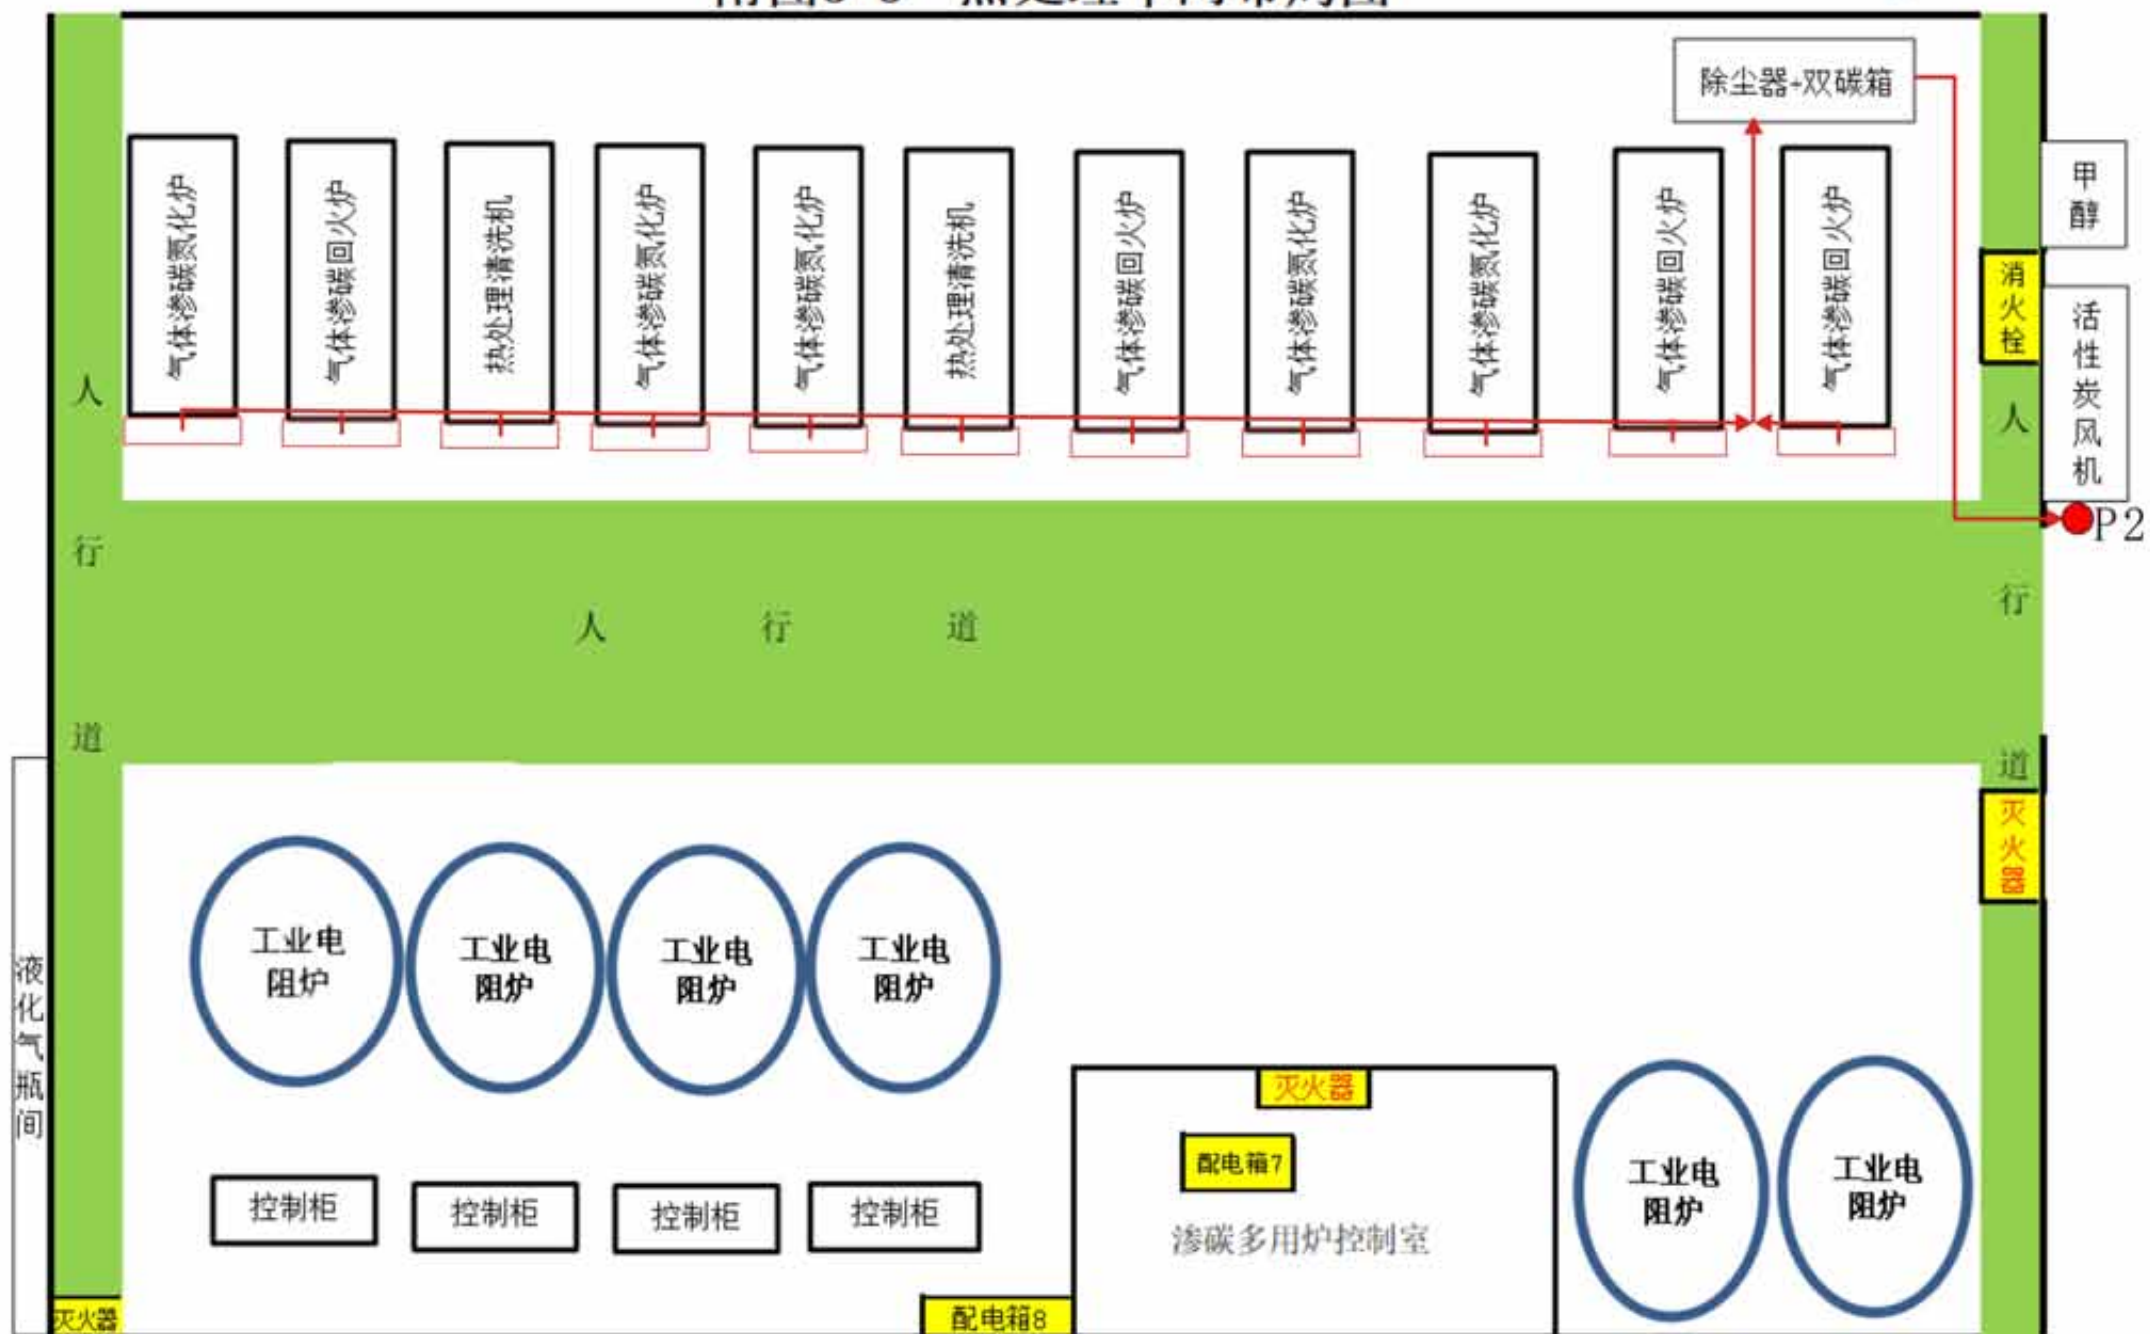 除尘器+双碳箱
气体渗碳氮化炉
气体渗碳回火炉
热处理清洗机
气体渗碳氮化炉
气体渗碳氮化炉
热处理清洗机
气体渗碳回火炉
气体渗碳氮化炉
气体渗碳氮化炉
气体渗碳回火炉
气体渗碳回火炉
甲醇
消火栓
活性炭风机
P2
人行道
人行道
人行道
灭火器
液化气瓶间
工业电
阻炉
工业电
阻炉
工业电
阻炉
工业电
阻炉
灭火器
配电箱7
渗碳多用炉控制室
工业电
阻炉
工业电
阻炉
控制柜
控制柜
控制柜
控制柜
灭火器
配电箱8